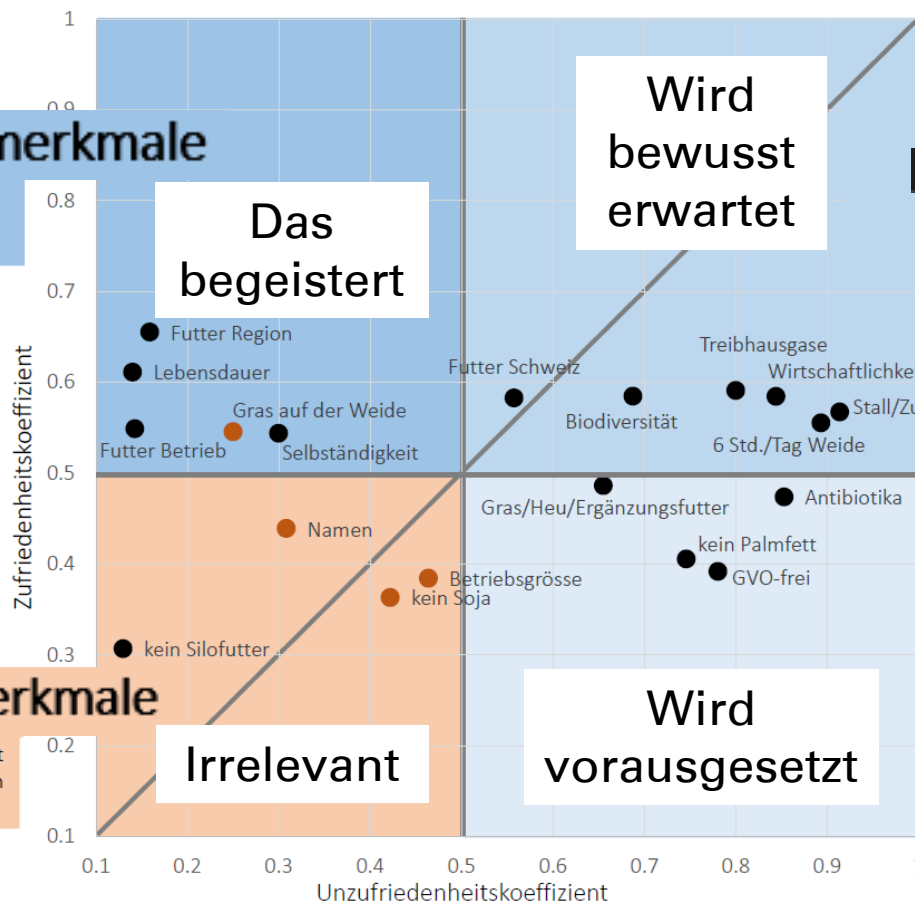 1
0.9
merkmale
Wird
bewusst
erwartet
0.8
Das
begeistert
0.7
Futter Region
Treibhausgase
Lebensdauer
Futter Schweiz
0.6
Gras auf der Weide
Biodiversität
Futter Betrieb
Selbständigkeit
6 Std./Tag Weide
0.5
Antibiotika
Gras/Heu/Ergänzungsfutter
Namen
kein Palmfett
0.4
Betriebsgrösse
GVO-frei
kein Soja
kein Silofutter
0.3
Zufriedenheitskoeffizient
Wird
vorausgesetzt
Irrelevant
0.2
0.1
0.1 0.2 0.3 0.4 0.5 0.6 0.7 0.8 0.9
Unzufriedenheitskoeffizient